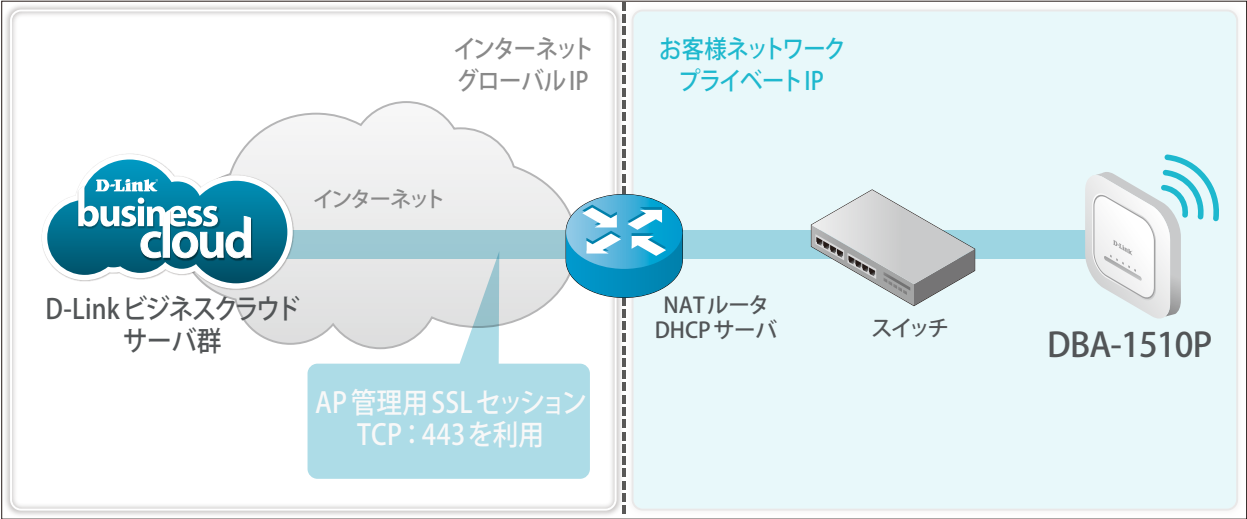 インターネット
グローバルIP
お客様ネットワーク
プライベートIP
D-Link
business
cloud
インターネット
D-Link
D-Linkビジネスクラウド
サーバ群
NATルータ
DHCPサーバ
スイッチ
DBA-1510P
AP管理用SSLセッション
TCP：443を利用